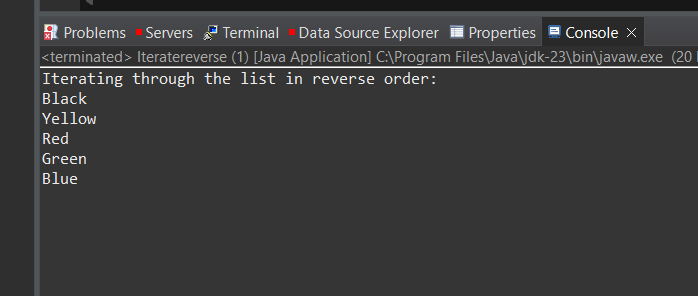 Problems Servers Terminal Data Source Explorer Properties Console
<terminated> Iteratereverse (1) [Java Application] C:\Program Files\Java\jdk-23\bin\javaw.exe (20
Iterating through the list in reverse order:
Black
Yellow
Red
Green
Blue